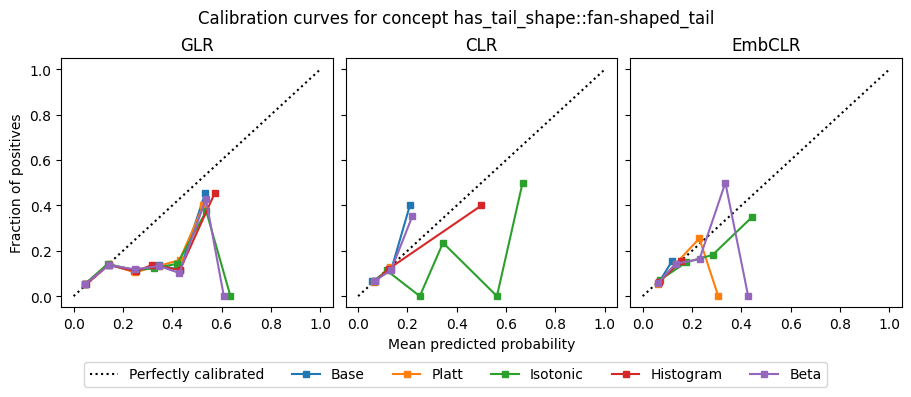 Calibration curves for concept has_tail_shape::fan-shaped_tail
GLR
CLR
EmbCLR
Fraction of positives
1.0
0.8
0.6
0.4
0.2
0.0
0.0 0.2 0.4 0.6 0.8 1.0
0.0 0.2 0.4 0.6 0.8 1.0
0.0 0.2 0.4 0.6 0.8 1.0
Mean predicted probability
Perfectly calibrated Base Platt Isotonic Histogram Beta